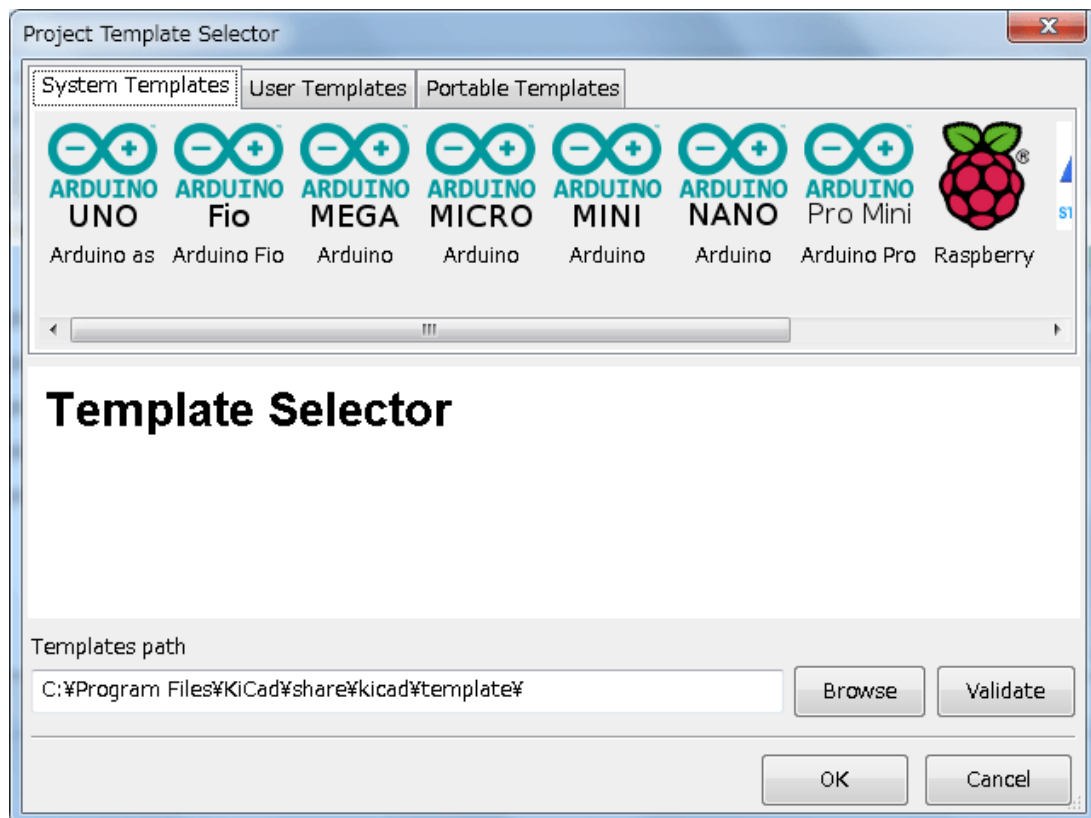 Project Template Selector
System Templates User Templates Portable Templates
ARDUINO ARDUINO ARDUINO ARDUINO ARDUINO ARDUINO ARDUINO
UNO Fio MEGA MICRO MINI NANO Pro Mini ST
Arduino as Arduino Fio Arduino Arduino Arduino Arduino Arduino Pro Raspberry
Template Selector
Templates path
C:¥Program Files¥KiCad¥share¥kicad¥template¥ Browse Validate
OK Cancel